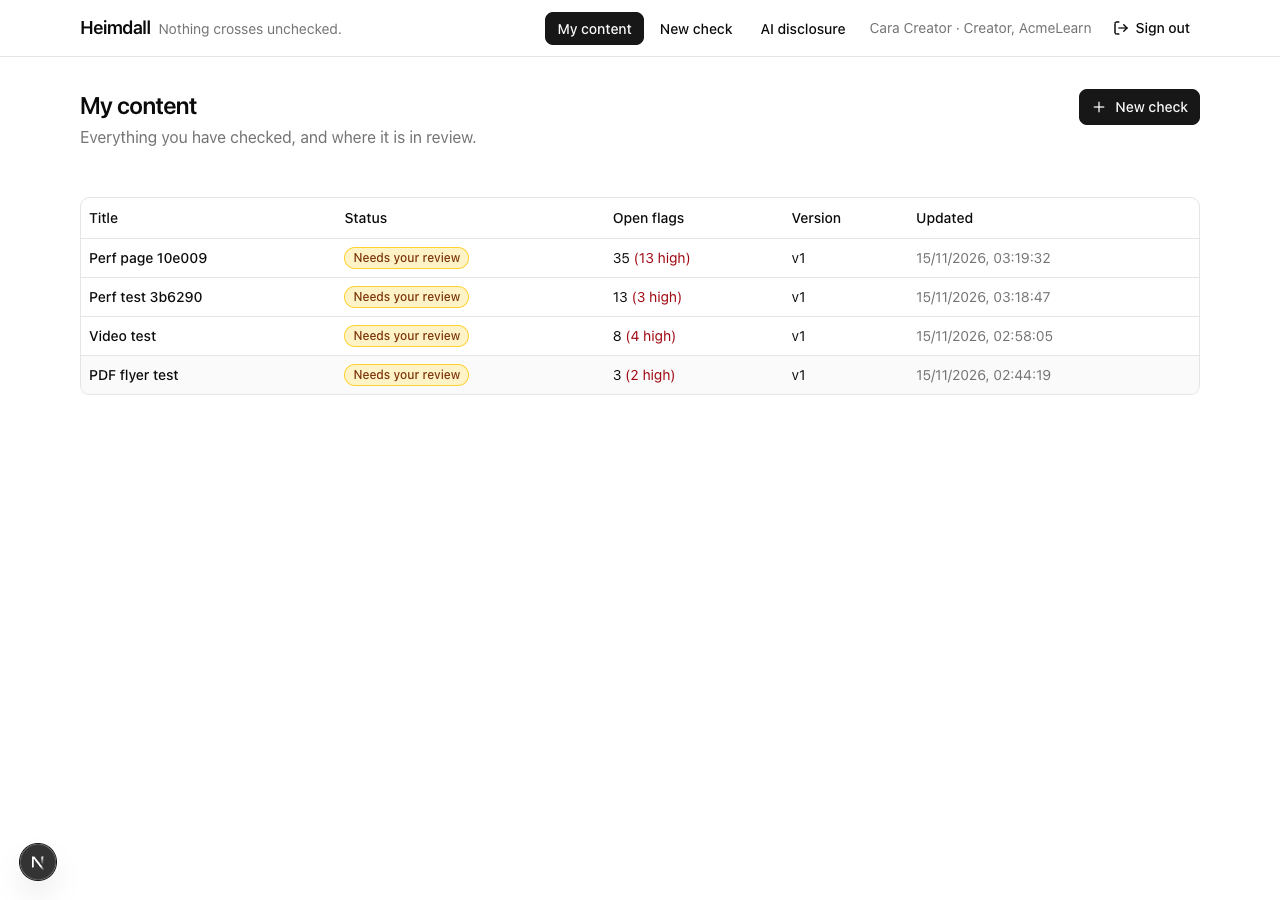 Heimdall Nothing crosses unchecked. My content New check AI disclosure Cara Creator · Creator, AcmeLearn Sign out
My content
+ New check
Everything you have checked, and where it is in review.
Title Status Open flags Version Updated
Perf page 10e009 Needs your review 35 (13 high) v1 15/11/2026, 03:19:32
Perf test 3b6290 Needs your review 13 (3 high) v1 15/11/2026, 03:18:47
Video test Needs your review 8 (4 high) v1 15/11/2026, 02:58:05
PDF flyer test Needs your review 3 (2 high) v1 15/11/2026, 02:44:19
N